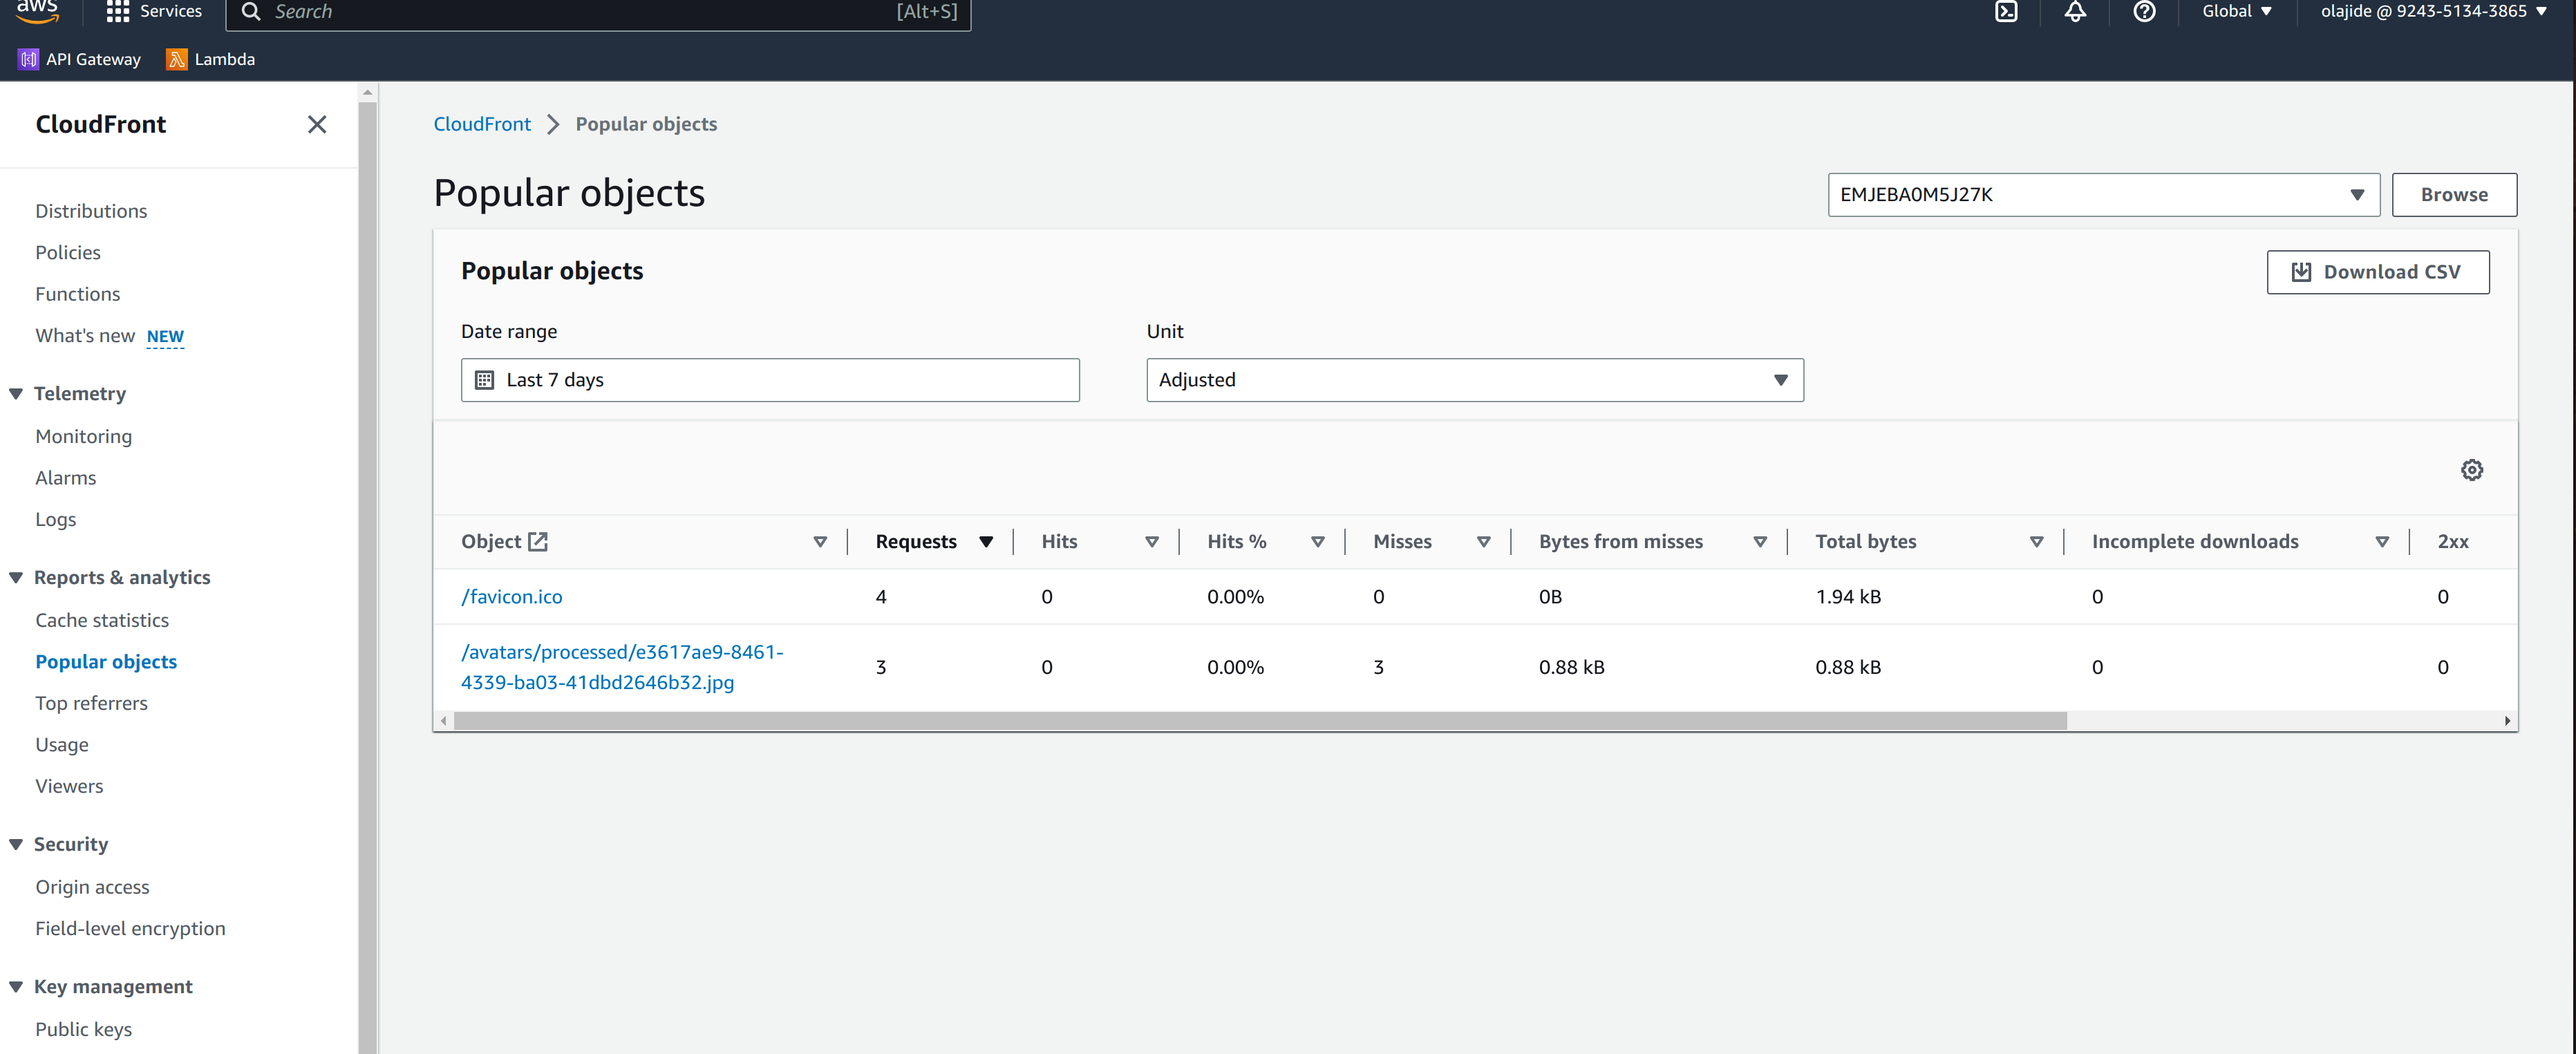 aws
Services
Search [Alt+S]
Global
olajide @ 9243-5134-3865
API Gateway
Lambda
CloudFront
Distributions
Policies
Functions
What's new NEW
Telemetry
Monitoring
Alarms
Logs
Reports & analytics
Cache statistics
Popular objects
Top referrers
Usage
Viewers
Security
Origin access
Field-level encryption
Key management
Public keys
CloudFront Popular objects
Popular objects
EMJEBA0M5J27K
Browse
Popular objects
Download CSV
Date range
Last 7 days
Unit
Adjusted
Object Requests Hits Hits % Misses Bytes from misses Total bytes Incomplete downloads 2xx
/favicon.ico 4 0 0.00% 0 0B 1.94 kB 0 0
/avatars/processed/e3617ae9-8461-
4339-ba03-41dbd2646b32.jpg 3 0 0.00% 3 0.88 kB 0.88 kB 0 0